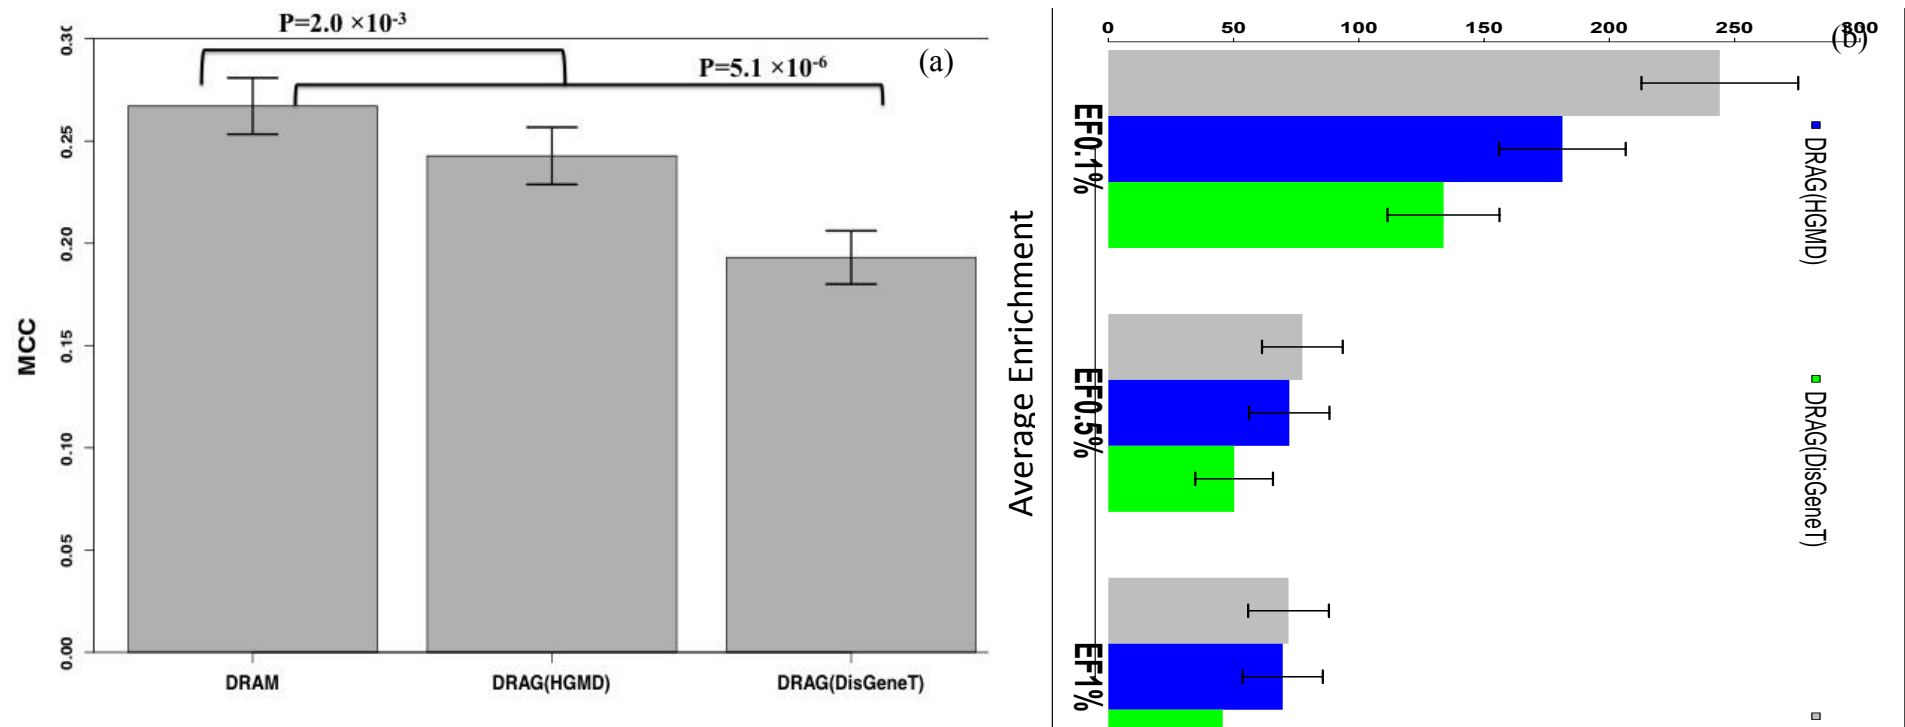 P=2.0 ×10-3
P=5.1 ×10-6
(a)
MCC
0.00
0.05
0.10
0.15
0.20
0.25
DRAM
DRAG(HGMD)
DRAG(DisGeneT)
Average Enrichment
0 50 100 150 200 250 300
(b)
EF0.1%
EF0.5%
EF1%
DRAG(HGMD)
DRAG(DisGeneT)